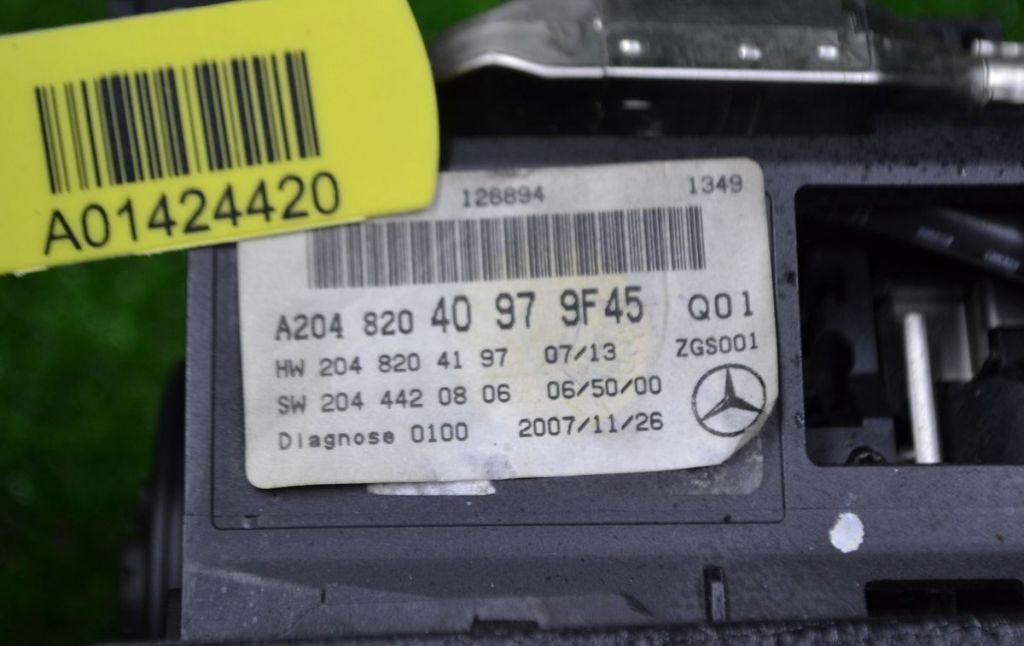 A01424420
128894 1349
A204 820 40 97 9F45 Q01
HW 204 820 41 97 07/13 ZGS001
SW 204 442 08 06 06/50/00
Diagnose 0100 2007/11/26